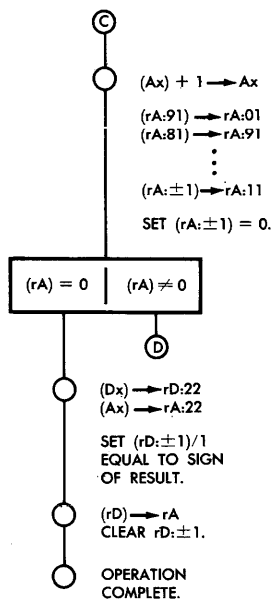 C
(Ax) + 1 → Ax
(rA:91) → rA:01
(rA:81) → rA:91
(rA:±1) → rA:11
SET (rA:±1) = 0.
(rA) = 0 (rA) ≠ 0
D
(Dx) → rD:22
(Ax) → rA:22
SET (rD:±1)/1
EQUAL TO SIGN
OF RESULT.
(rD) → rA
CLEAR rD:±1.
OPERATION
COMPLETE.